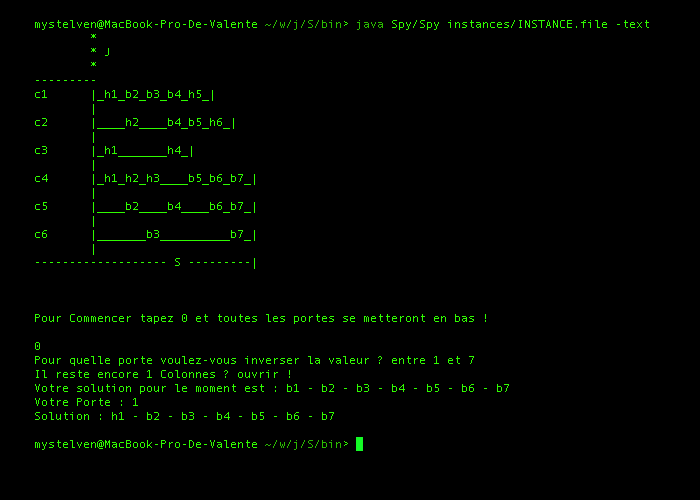 mystelven@MacBook-Pro-De-Valente ~/w/j/S/bin> java Spy/Spy instances/INSTANCE.file -text
*
* J
*
---------
c1 |_h1_b2_b3_b4_h5_|
|
c2 |____h2____b4_b5_h6_|
|
c3 |_h1_______h4_|
|
c4 |_h1_h2_h3____b5_b6_b7_|
|
c5 |____b2____b4____b6_b7_|
|
c6 |_______b3__________b7_|
|
------------------- S ---------|
Pour Commencer tapez 0 et toutes les portes se metteront en bas !
0
Pour quelle porte voulez-vous inverser la valeur ? entre 1 et 7
Il reste encore 1 Colonnes ? ouvrir !
Votre solution pour le moment est : b1 - b2 - b3 - b4 - b5 - b6 - b7
Votre Porte : 1
Solution : h1 - b2 - b3 - b4 - b5 - b6 - b7
mystelven@MacBook-Pro-De-Valente ~/w/j/S/bin>